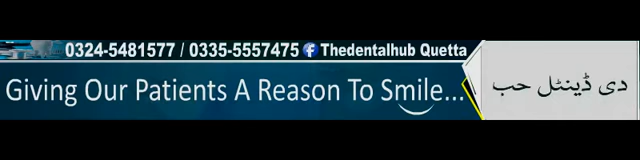 0324-5481577 / 0335-5557475 f Thedentalhub Quetta
Giving Our Patients A Reason To Smile...
دی ڈینٹل حب